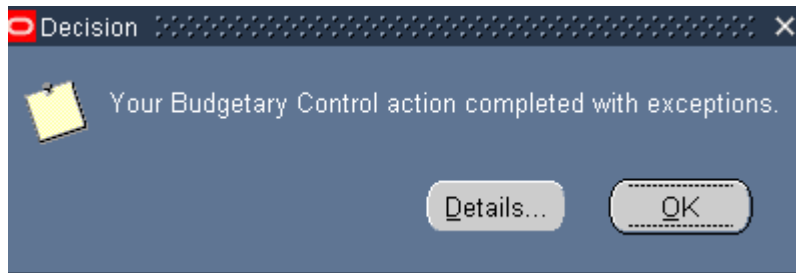 Decision
Your Budgetary Control action completed with exceptions.
Details...
OK